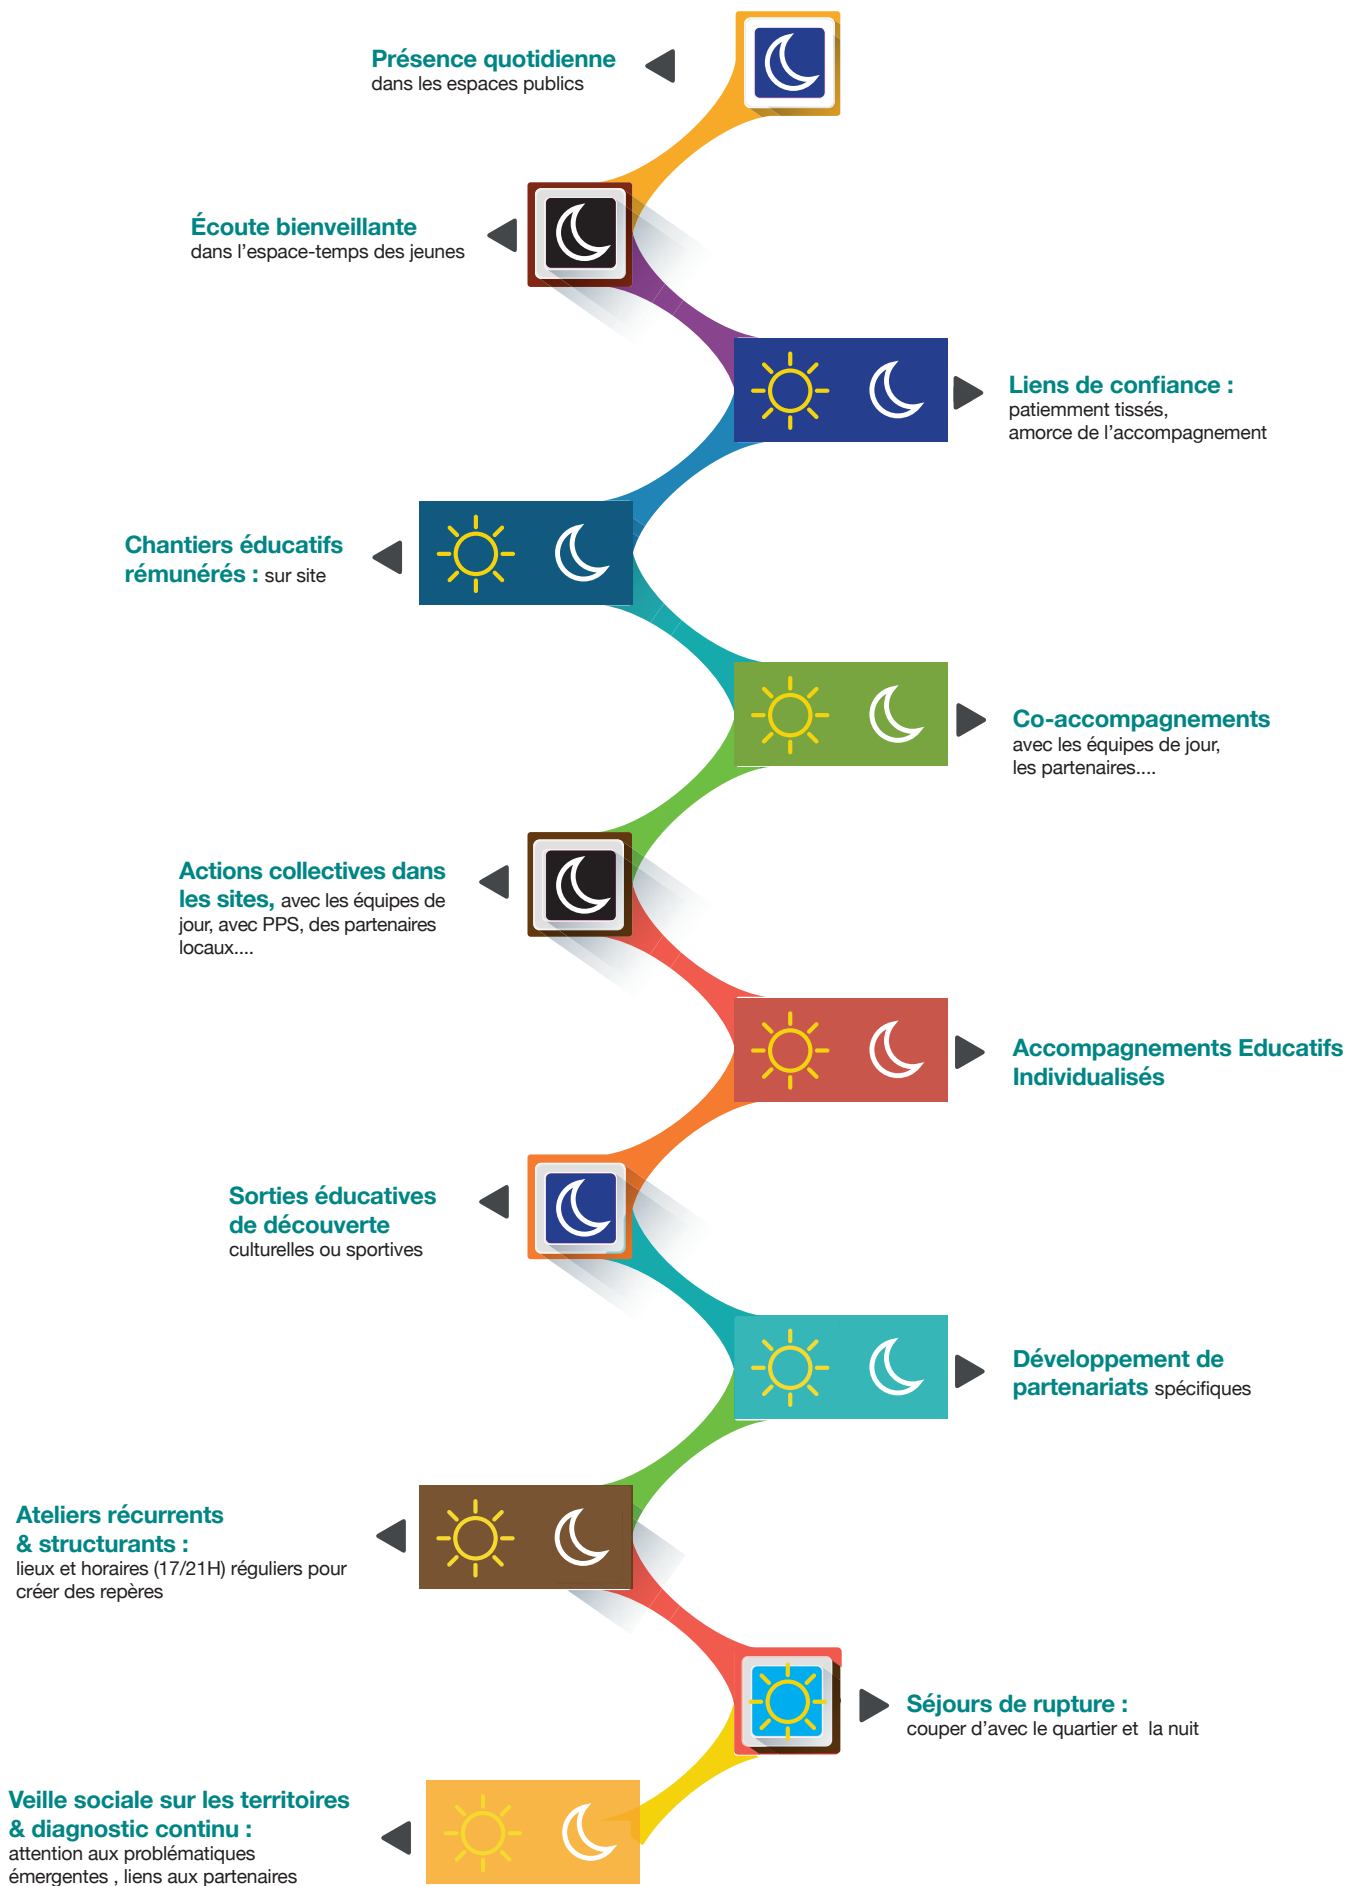 Présence quotidienne
dans les espaces publics
Écoute bienveillante
dans l’espace-temps des jeunes
Liens de confiance :
patiemment tissés,
amorce de l’accompagnement
Chantiers éducatifs
rémunérés : sur site
Co-accompagnements
avec les équipes de jour,
les partenaires....
Actions collectives dans
les sites, avec les équipes de
jour, avec PPS, des partenaires
locaux....
Accompagnements Educatifs
Individualisés
Sorties éducatives
de découverte
culturelles ou sportives
Développement de
partenariats spécifiques
Ateliers récurrents
& structurants :
lieux et horaires (17/21H) réguliers pour
créer des repères
Séjours de rupture :
couper d’avec le quartier et la nuit
Veille sociale sur les territoires
& diagnostic continu :
attention aux problématiques
émergentes , liens aux partenaires